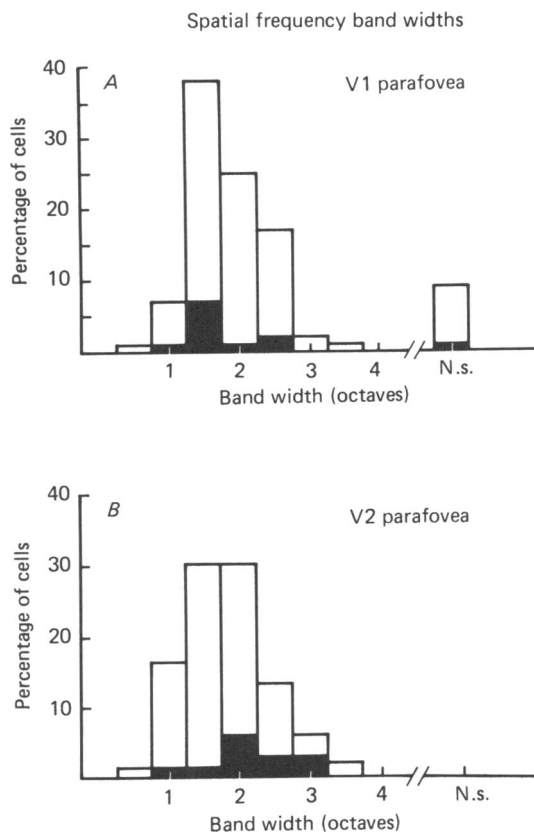 Spatial frequency band widths
A
V1 parafovea
Percentage of cells
40
30
20
10
1 2 3 4 N.s.
Band width (octaves)
B
V2 parafovea
Percentage of cells
40
30
20
10
1 2 3 4 N.s.
Band width (octaves)